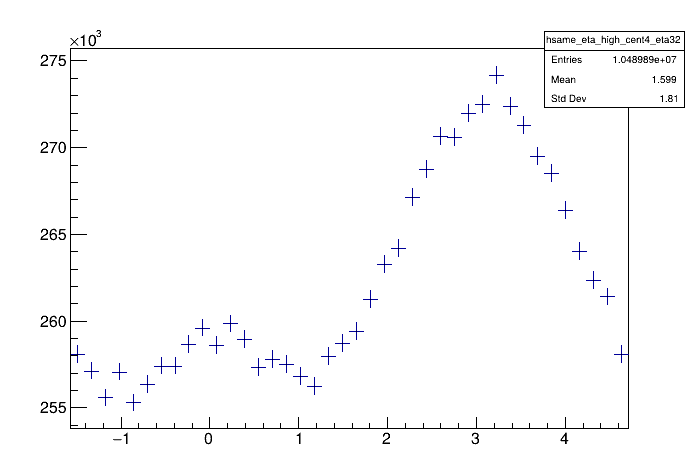 ×10³
hsame_eta_high_cent4_eta32
Entries 1.048989e+07
Mean 1.599
Std Dev 1.81
275
270
265
260
255
−1 0 1 2 3 4